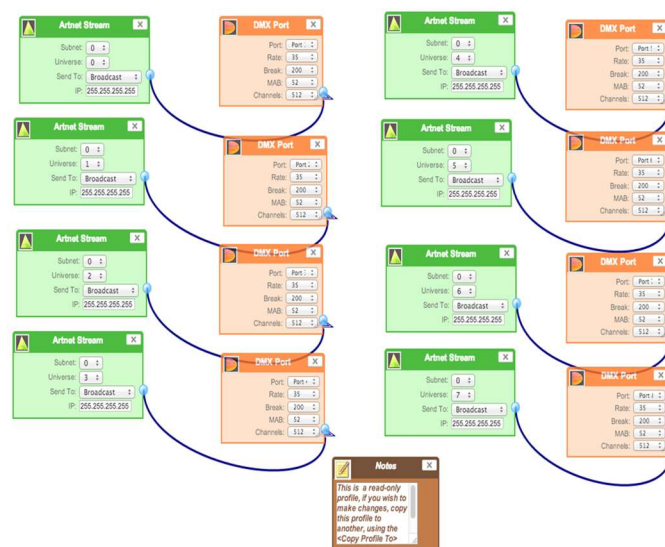 Artnet Stream X
Subnet: 0
Universe: 0
Send To: Broadcast
IP: 255.255.255.255
DMX Port X
Port: Port
Rate: 35
Break: 200
MAB: 52
Channels: 512
Artnet Stream X
Subnet: 0
Universe: 1
Send To: Broadcast
IP: 255.255.255.255
DMX Port X
Port: Port
Rate: 35
Break: 200
MAB: 52
Channels: 512
Artnet Stream X
Subnet: 0
Universe: 2
Send To: Broadcast
IP: 255.255.255.255
DMX Port X
Port: Port
Rate: 35
Break: 200
MAB: 52
Channels: 512
Artnet Stream X
Subnet: 0
Universe: 3
Send To: Broadcast
IP: 255.255.255.255
DMX Port X
Port: Port
Rate: 35
Break: 200
MAB: 52
Channels: 512
Artnet Stream X
Subnet: 0
Universe: 4
Send To: Broadcast
IP: 255.255.255.255
DMX Port
Port: Port
Rate: 35
Break: 200
MAB: 52
Channels: 512
Artnet Stream X
Subnet: 0
Universe: 5
Send To: Broadcast
IP: 255.255.255.255
DMX Port
Port: Port
Rate: 35
Break: 200
MAB: 52
Channels: 512
Artnet Stream X
Subnet: 0
Universe: 6
Send To: Broadcast
IP: 255.255.255.255
DMX Port
Port: Port
Rate: 35
Break: 200
MAB: 52
Channels: 512
Artnet Stream X
Subnet: 0
Universe: 7
Send To: Broadcast
IP: 255.255.255.255
DMX Port
Port: Port
Rate: 35
Break: 200
MAB: 52
Channels: 512
Notes X
This is a read-only
profile, if you wish to
make changes, copy
this profile to
another, using the
<Copy Profile To>